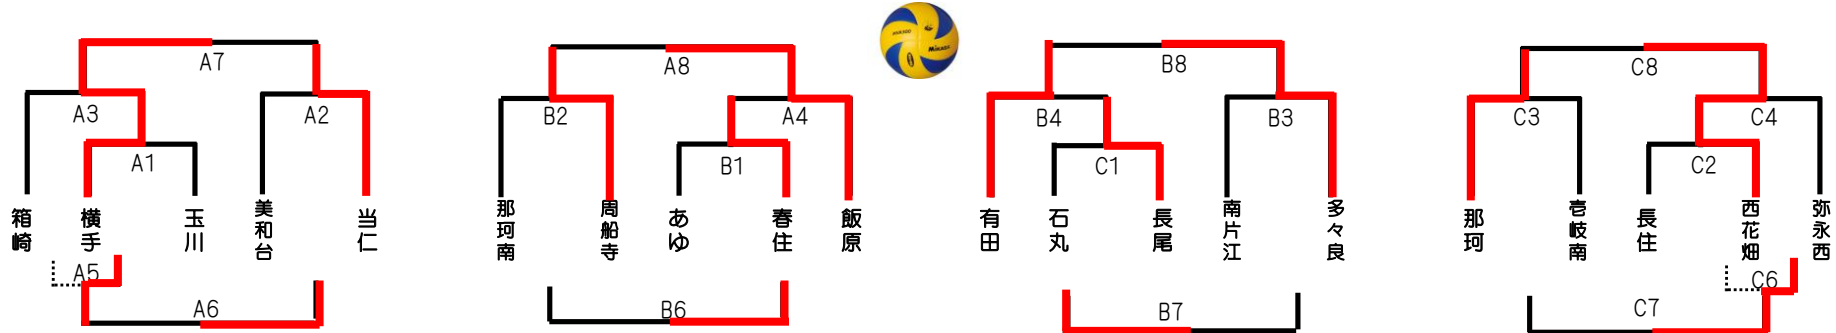 A7
A8
B8
C8
A3
A2
B2
A4
B4
B3
C3
C4
A1
B1
C1
C2
箱崎
横手
玉川
美和台
当仁
那珂南
周船寺
あゆ
春住
飯原
有田
石丸
長尾
南片江
多々良
那珂
壱岐南
長住
西花畑
弥永西
A5
C6
A6
B6
B7
C7
MIKASA